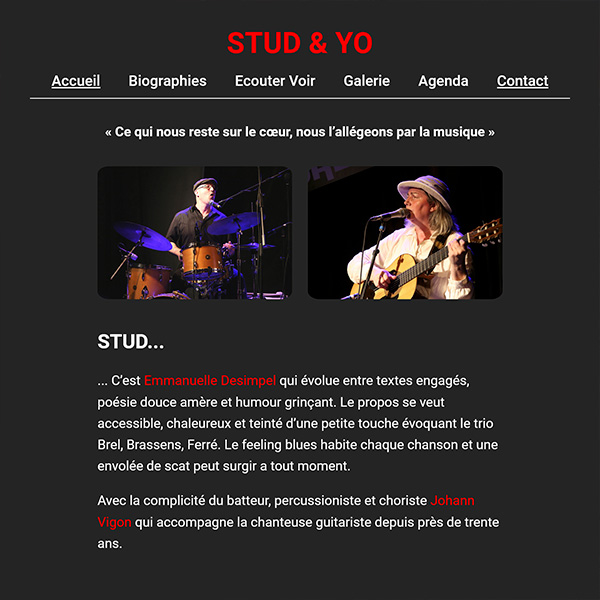 STUD & YO
Accueil Biographies Ecouter Voir Galerie Agenda Contact
« Ce qui nous reste sur le cœur, nous l’allégeons par la musique »
STUD...
... C’est Emmanuelle Desimpel qui évolue entre textes engagés,
poésie douce amère et humour grinçant. Le propos se veut
accessible, chaleureux et teinté d’une petite touche évoquant le trio
Brel, Brassens, Ferré. Le feeling blues habite chaque chanson et une
envolée de scat peut surgir a tout moment.
Avec la complicité du batteur, percussioniste et choriste Johann
Vigon qui accompagne la chanteuse guitariste depuis près de trente
ans.